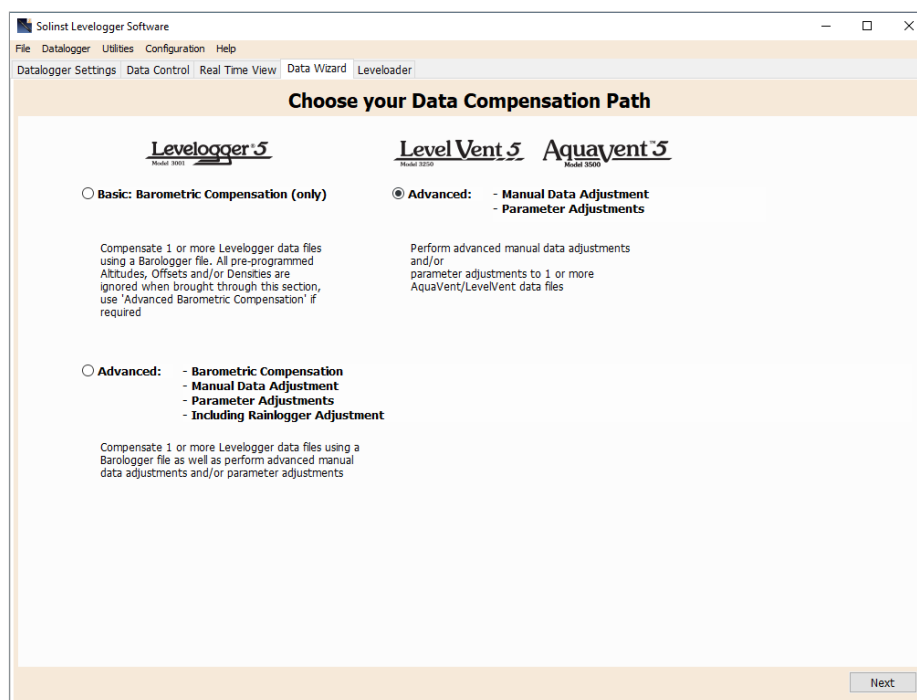 Solinst Levelogger Software
File Datalogger Utilities Configuration Help
Datalogger Settings Data Control Real Time View Data Wizard Leveloader
Choose your Data Compensation Path
Levelogger 5
Model 3001
LevelVent 5
Model 3250
Aquavent™5
Model 3500
Basic: Barometric Compensation (only)
Compensate 1 or more Levelogger data files
using a Barologger file. All pre-programmed
Altitudes, Offsets and/or Densities are
ignored when brought through this section,
use 'Advanced Barometric Compensation' if
required
Advanced: - Manual Data Adjustment
- Parameter Adjustments
Perform advanced manual data adjustments
and/or
parameter adjustments to 1 or more
AquaVent/LevelVent data files
Advanced: - Barometric Compensation
- Manual Data Adjustment
- Parameter Adjustments
- Including Rainlogger Adjustment
Compensate 1 or more Levelogger data files using a
Barologger file as well as perform advanced manual
data adjustments and/or parameter adjustments
Next